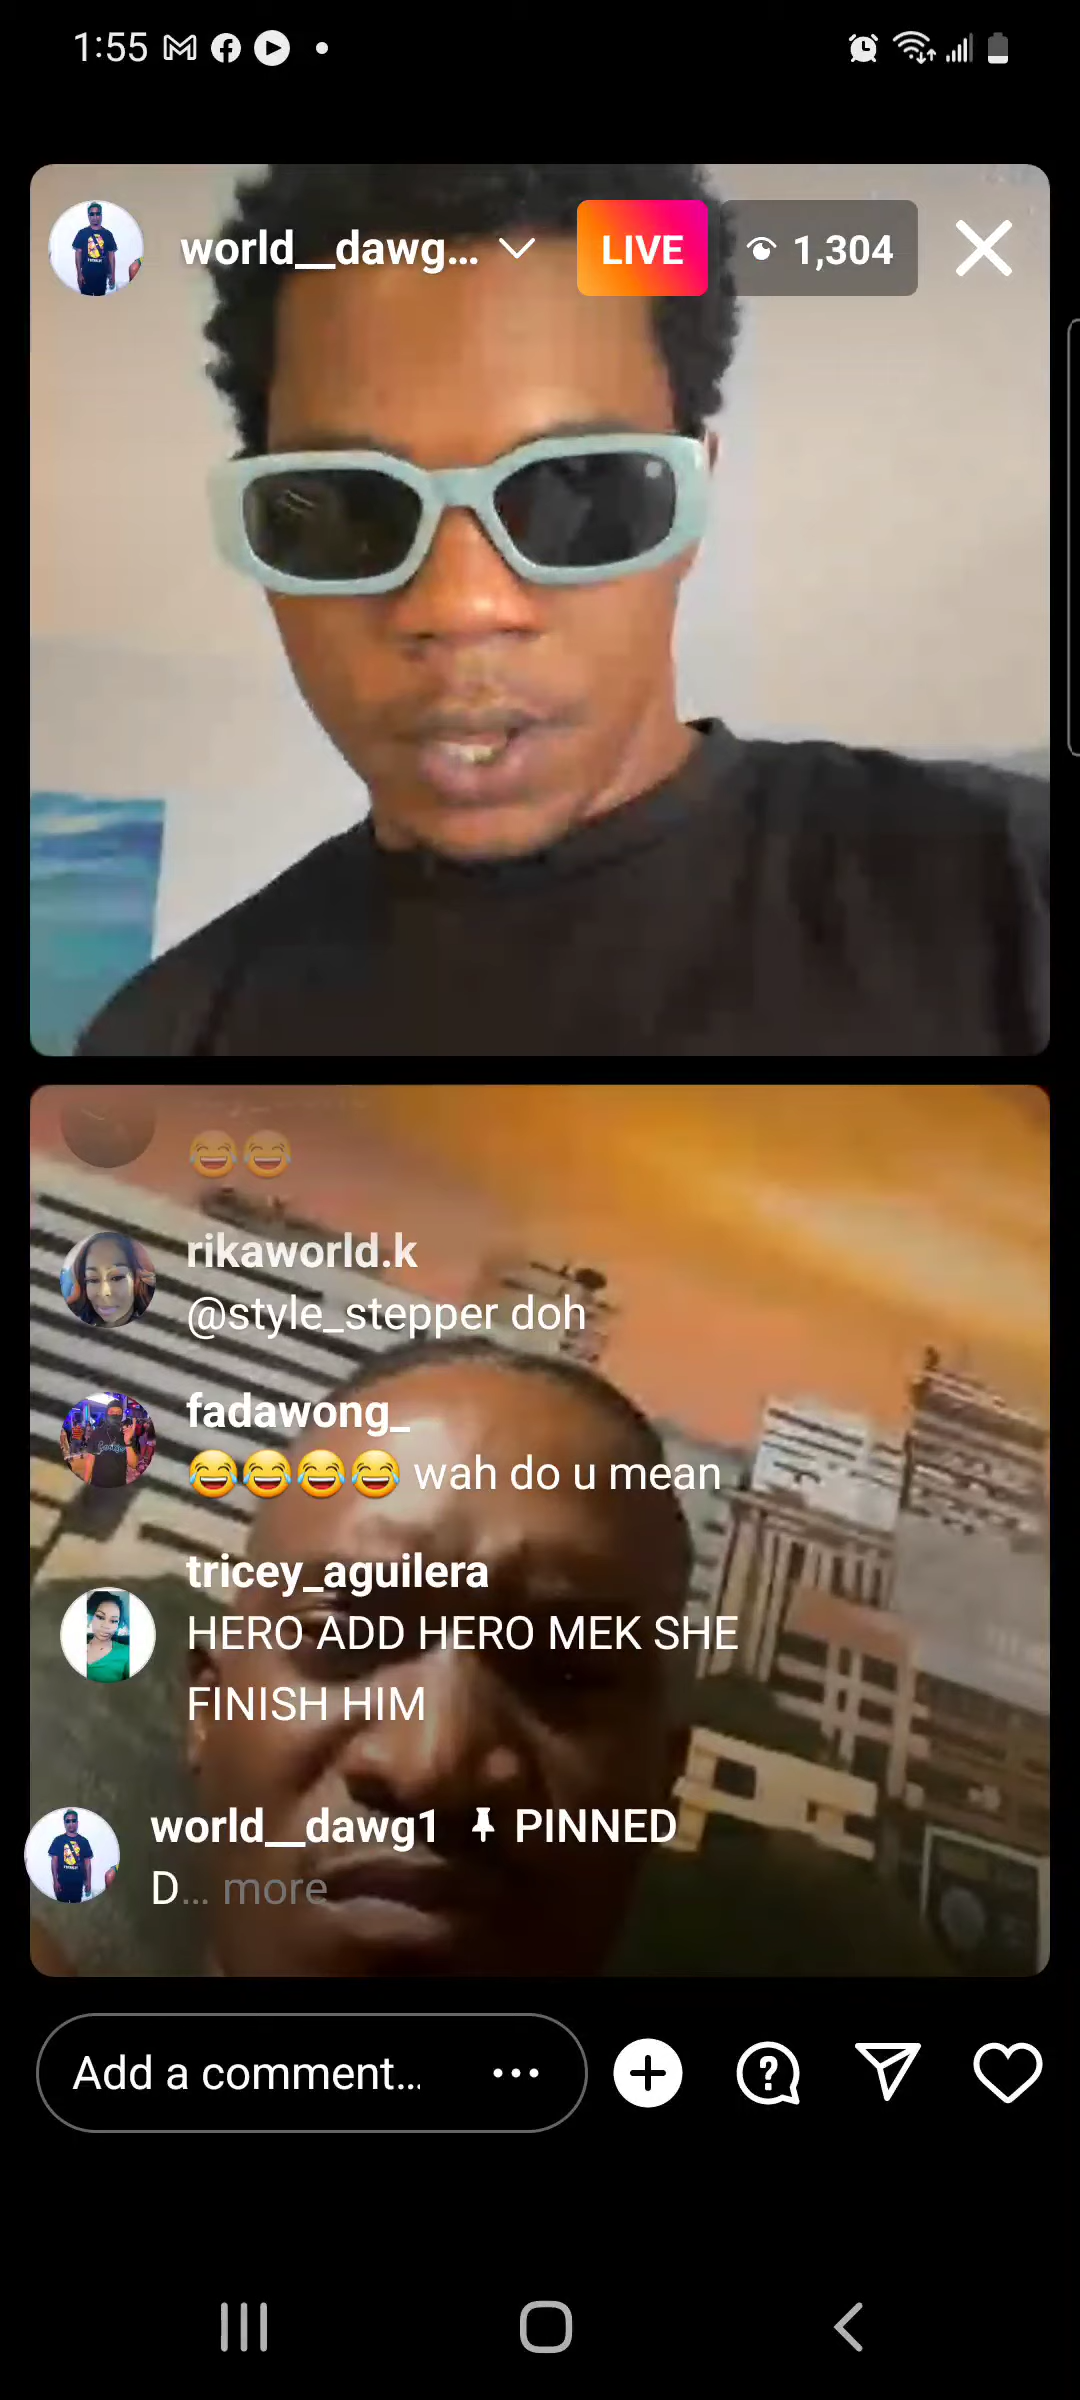 1:55
world__dawg...
LIVE
1,304
😂😂
rikaworld.k
@style_stepper doh
fadawong_
😂😂😂😂 wah do u mean
tricey_aguilera
HERO ADD HERO MEK SHE
FINISH HIM
world__dawg1 PINNED
D... more
Add a comment...